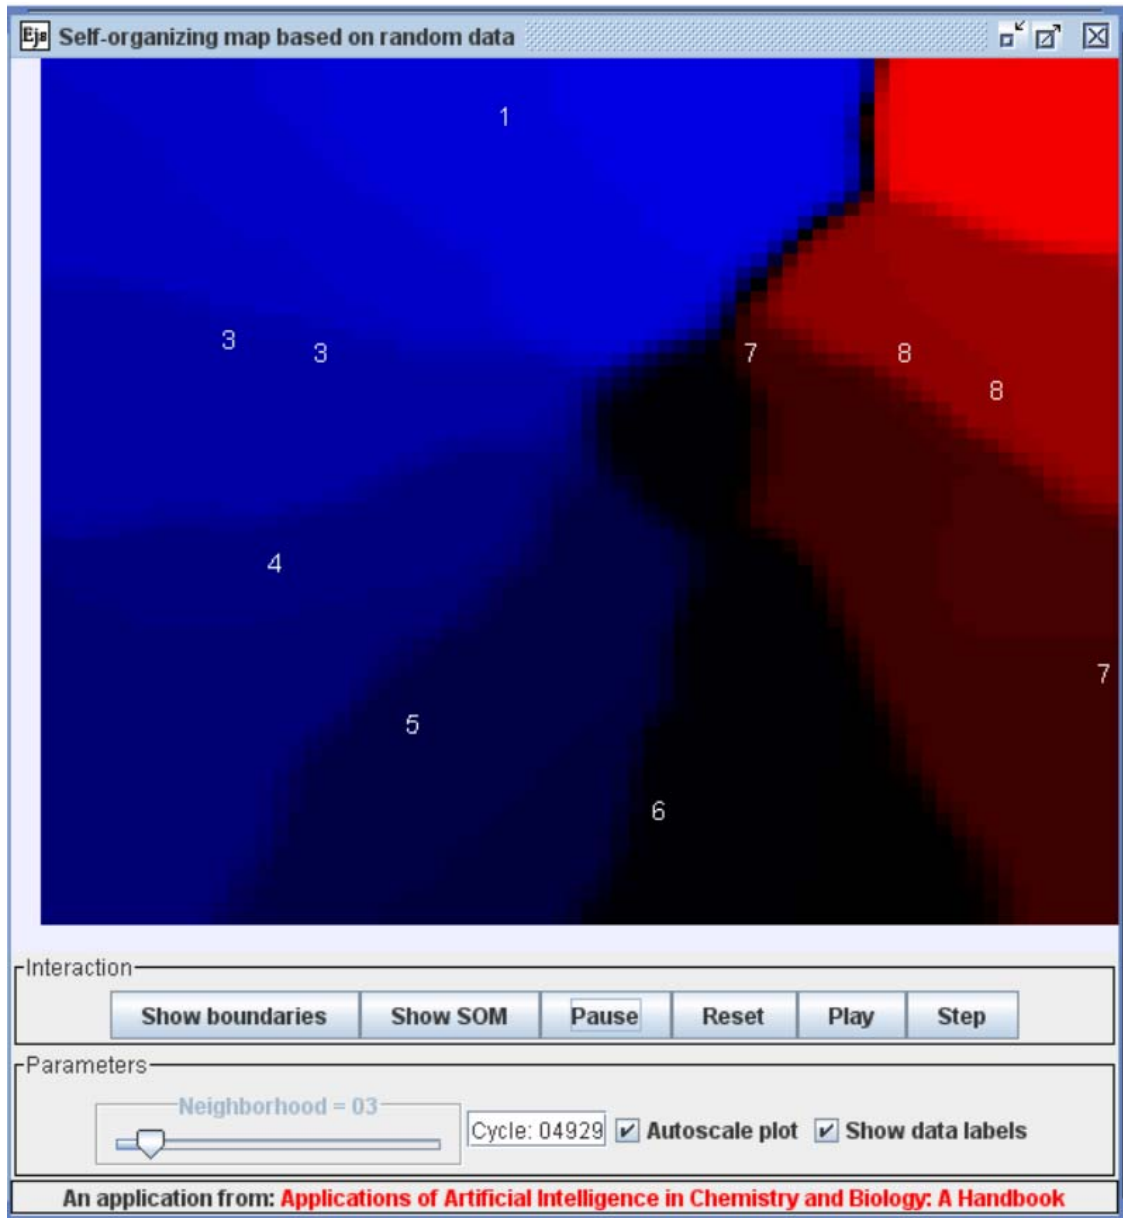 Ejs Self-organizing map based on random data
1
3 3 7 8
8
4
7
5
6
Interaction
Show boundaries Show SOM Pause Reset Play Step
Parameters
Neighborhood = 03
Cycle: 04929 Autoscale plot Show data labels
An application from: Applications of Artificial Intelligence in Chemistry and Biology: A Handbook